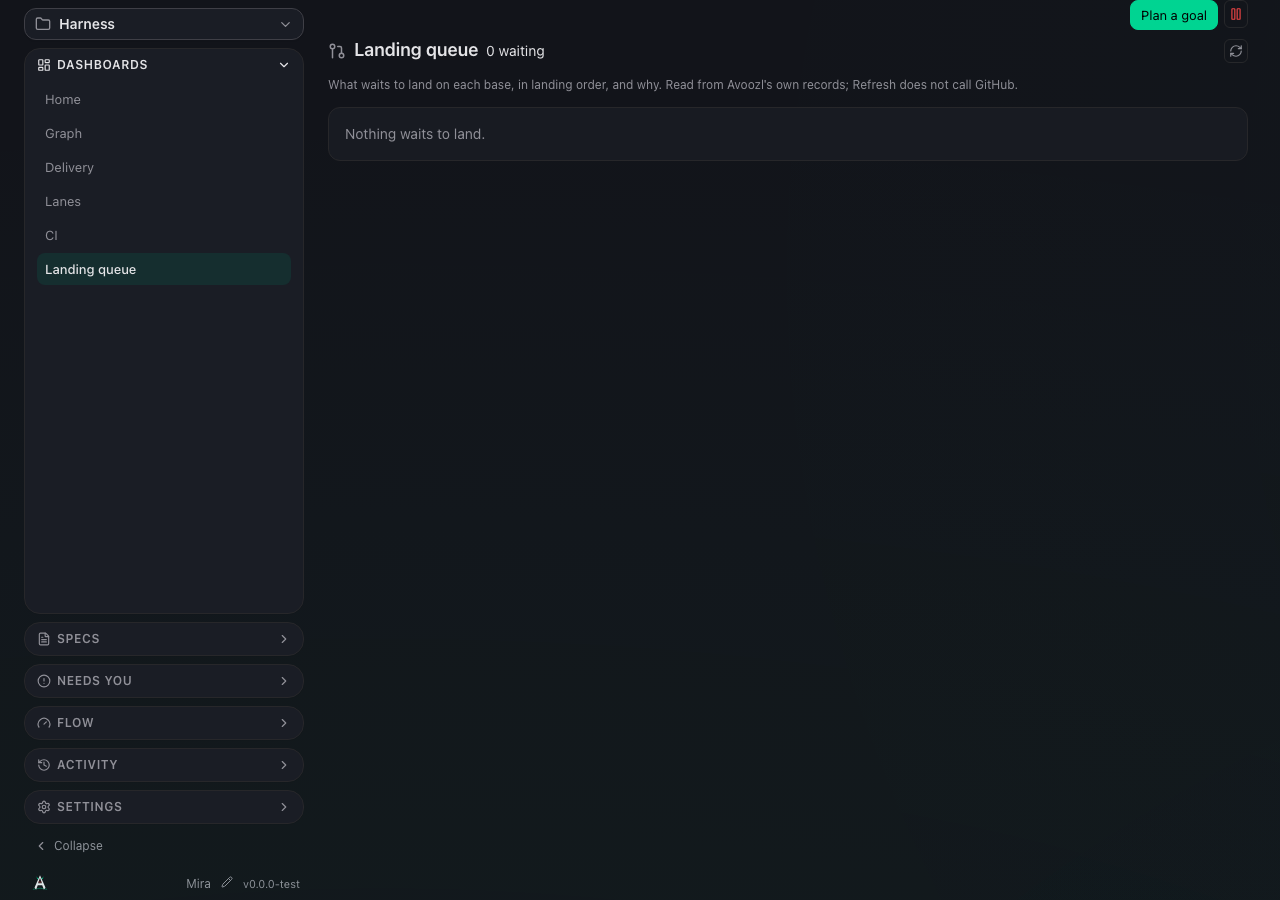 Harness
DASHBOARDS
Home
Graph
Delivery
Lanes
CI
Landing queue
SPECS
NEEDS YOU
FLOW
ACTIVITY
SETTINGS
Collapse
A Mira v0.0.0-test
Plan a goal
Landing queue 0 waiting
What waits to land on each base, in landing order, and why. Read from Avoozl's own records; Refresh does not call GitHub.
Nothing waits to land.